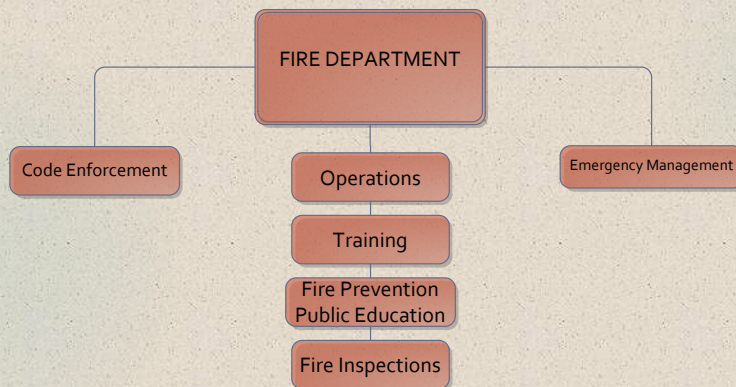 FIRE DEPARTMENT
Code Enforcement
Emergency Management
Operations
Training
Fire Prevention
Public Education
Fire Inspections